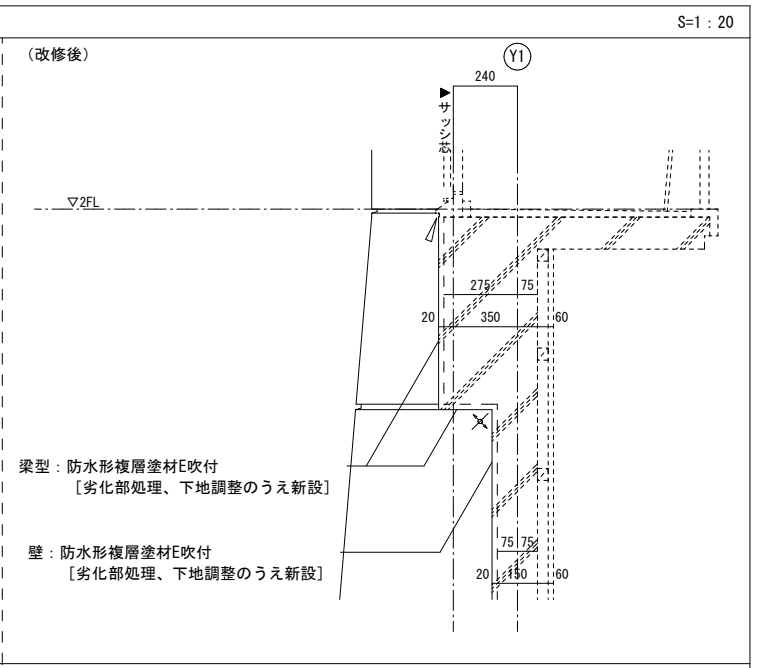 S=1 : 20
(改修後)
Y1
240
▶サッシ芯
▽2FL
275 75
20 350 60
梁型：防水形複層塗材E吹付
[劣化部処理、下地調整のうえ新設]
壁：防水形複層塗材E吹付
[劣化部処理、下地調整のうえ新設]
75 75
20 150 60